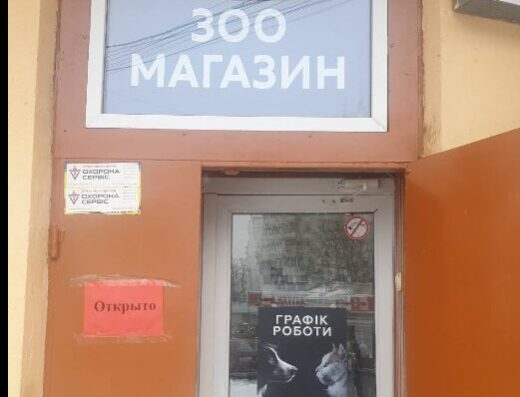 ЗОО
МАГАЗИН
ОХОРОНА
СЕРВІС
ОХОРОНА
СЕРВІС
Открыто
ГРАФІК
РОБОТИ